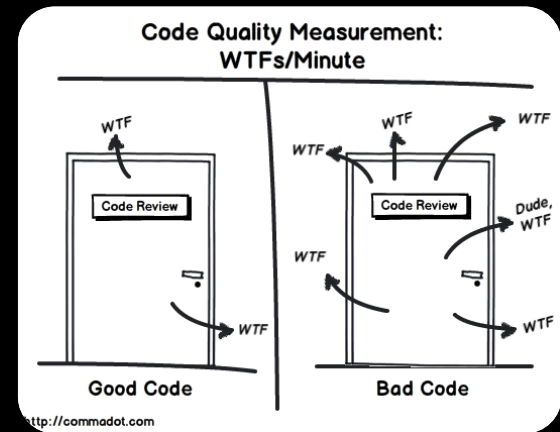 Code Quality Measurement:
WTFs/Minute
WTF
Code Review
WTF
Good Code
WTF
WTF
WTF
Code Review
Dude,
WTF
WTF
WTF
Bad Code
http://commadot.com